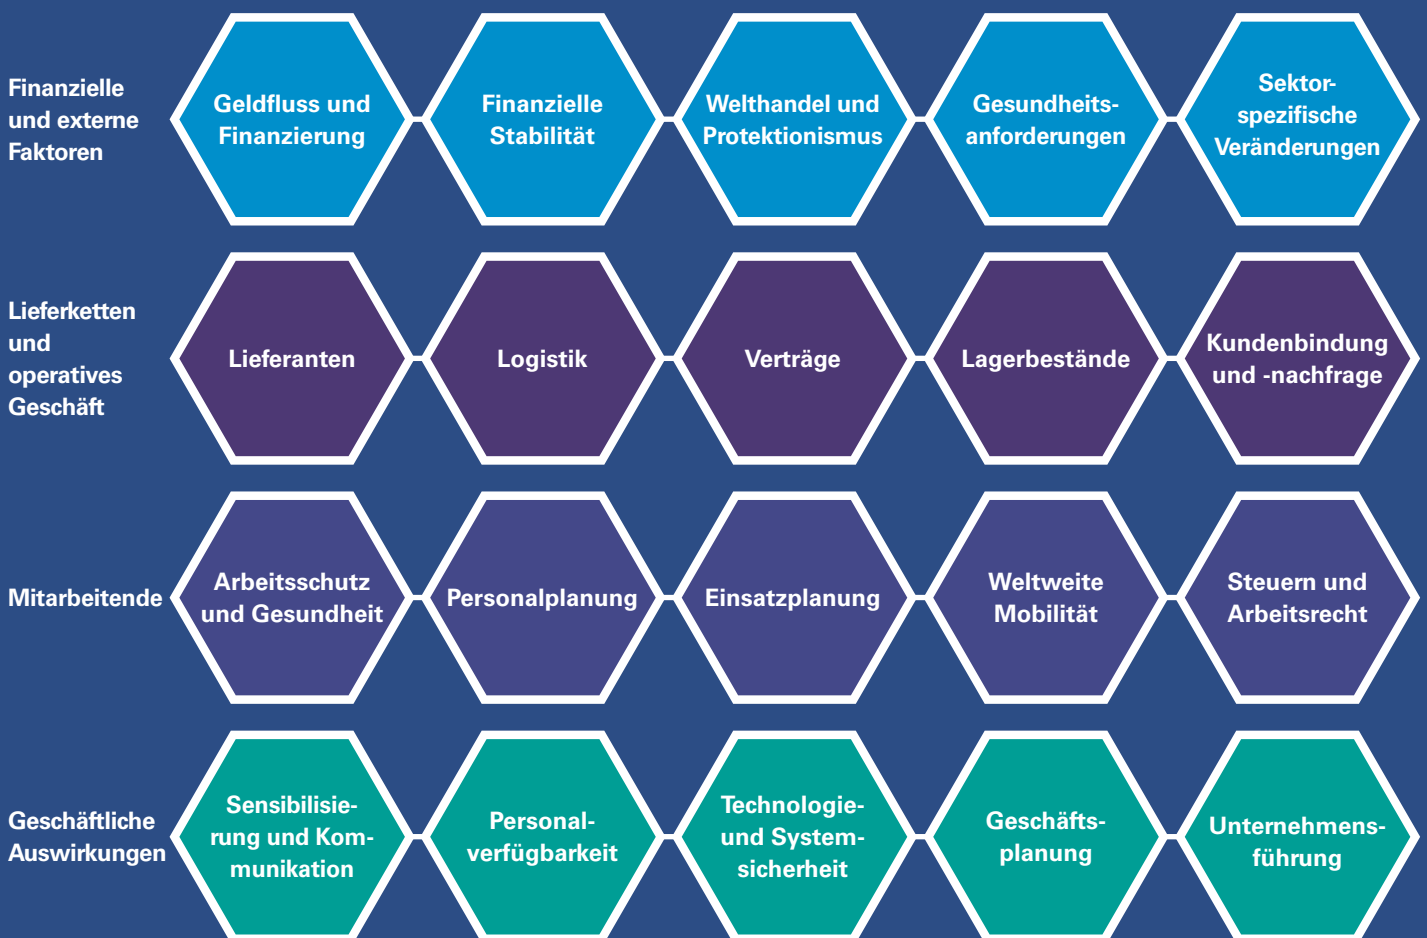 Finanzielle
und externe
Faktoren
Geldfluss und
Finanzierung
Finanzielle
Stabilität
Welthandel und
Protektionismus
Gesundheits-
anforderungen
Sektor-
spezifische
Veränderungen
Lieferketten
und
operatives
Geschäft
Lieferanten
Logistik
Verträge
Lagerbestände
Kundenbindung
und -nachfrage
Mitarbeitende
Arbeitsschutz
und Gesundheit
Personalplanung
Einsatzplanung
Weltweite
Mobilität
Steuern und
Arbeitsrecht
Geschäftliche
Auswirkungen
Sensibilisie-
rung und Kom-
munikation
Personal-
verfügbarkeit
Technologie-
und System-
sicherheit
Geschäfts-
planung
Unternehmens-
führung